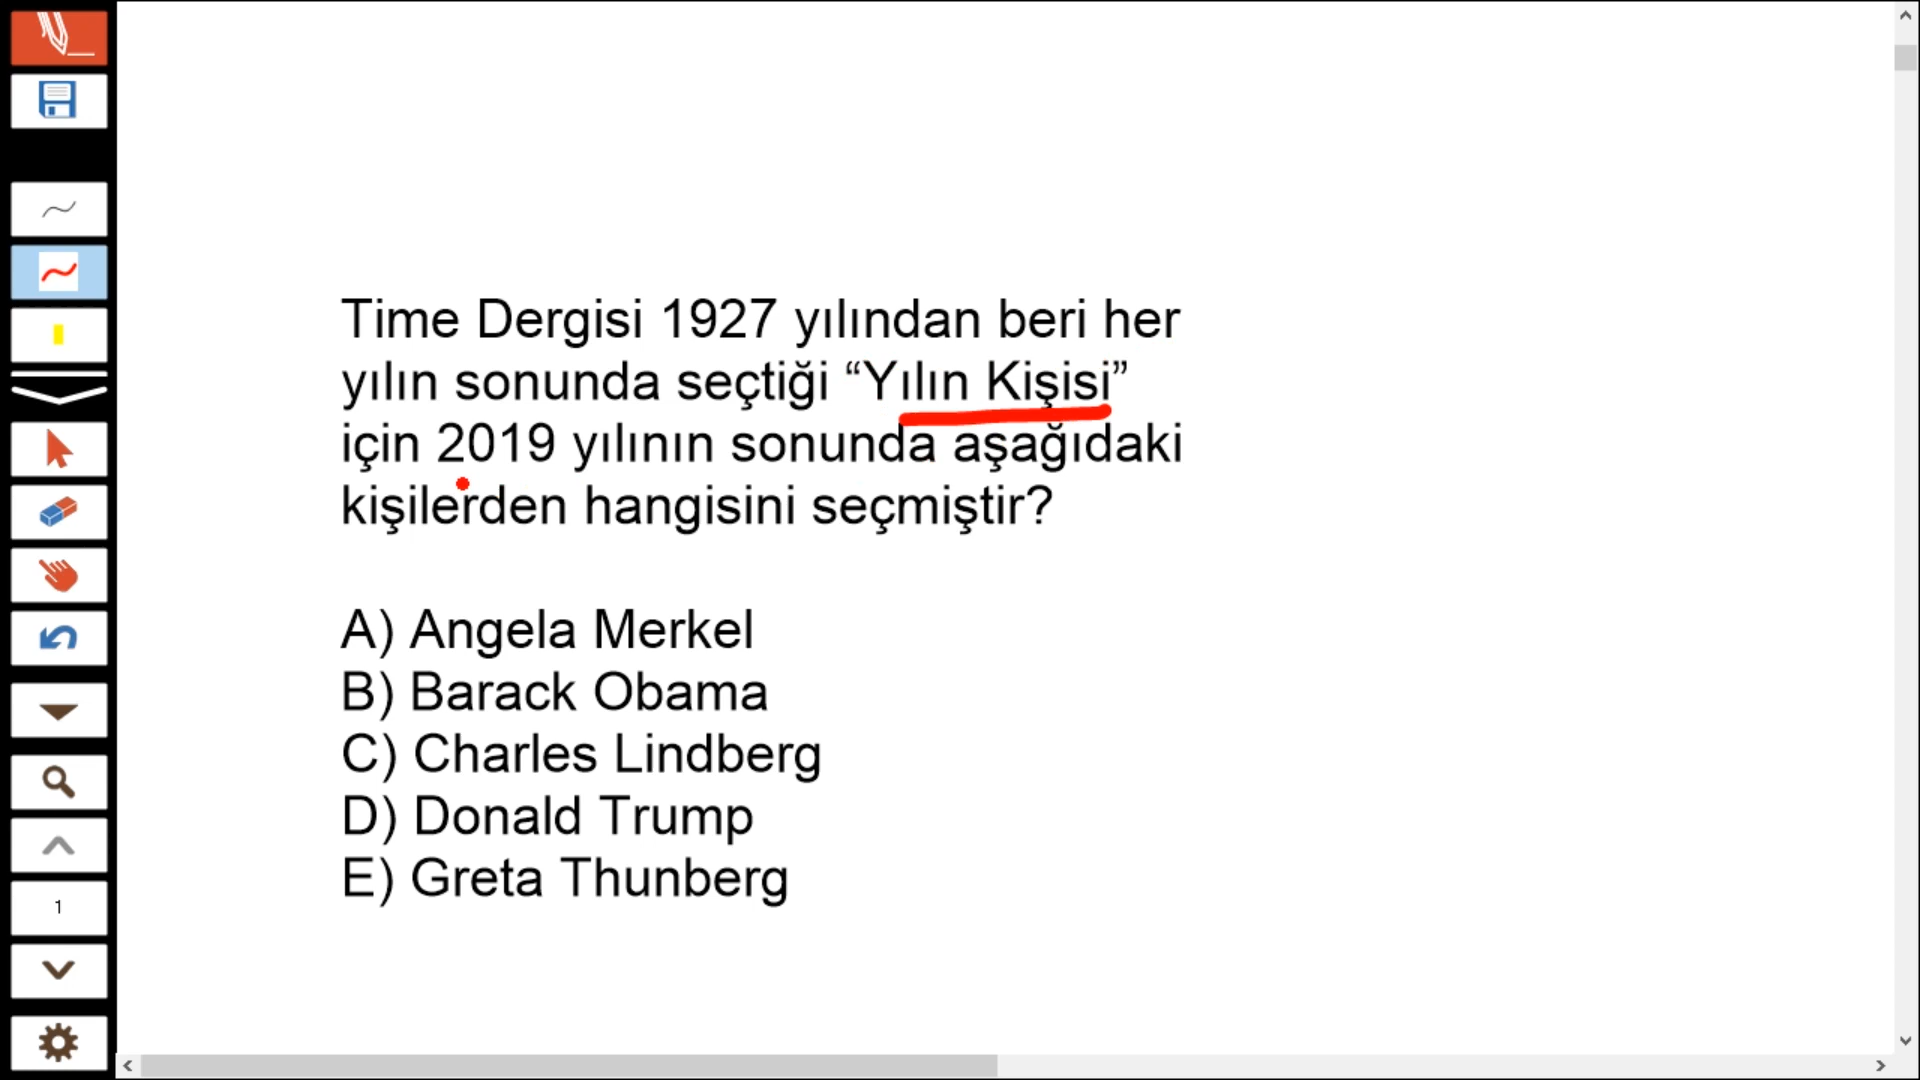 Time Dergisi 1927 yılından beri her
yılın sonunda seçtiği “Yılın Kişisi”
için 2019 yılının sonunda aşağıdaki
kişilerden hangisini seçmiştir?
A) Angela Merkel
B) Barack Obama
C) Charles Lindberg
D) Donald Trump
E) Greta Thunberg
1